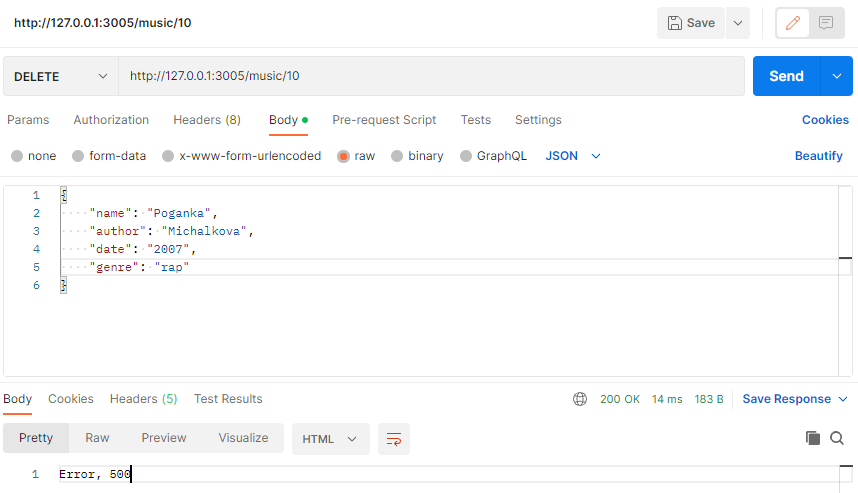 http://127.0.0.1:3005/music/10 Save
DELETE http://127.0.0.1:3005/music/10 Send
Params Authorization Headers (8) Body Pre-request Script Tests Settings Cookies
none form-data x-www-form-urlencoded raw binary GraphQL JSON Beautify
1 {
2 "name": "Poganka",
3 "author": "Michalkova",
4 "date": "2007",
5 "genre": "rap"
6 }
Body Cookies Headers (5) Test Results 200 OK 14 ms 183 B Save Response
Pretty Raw Preview Visualize HTML
1 Error, 500